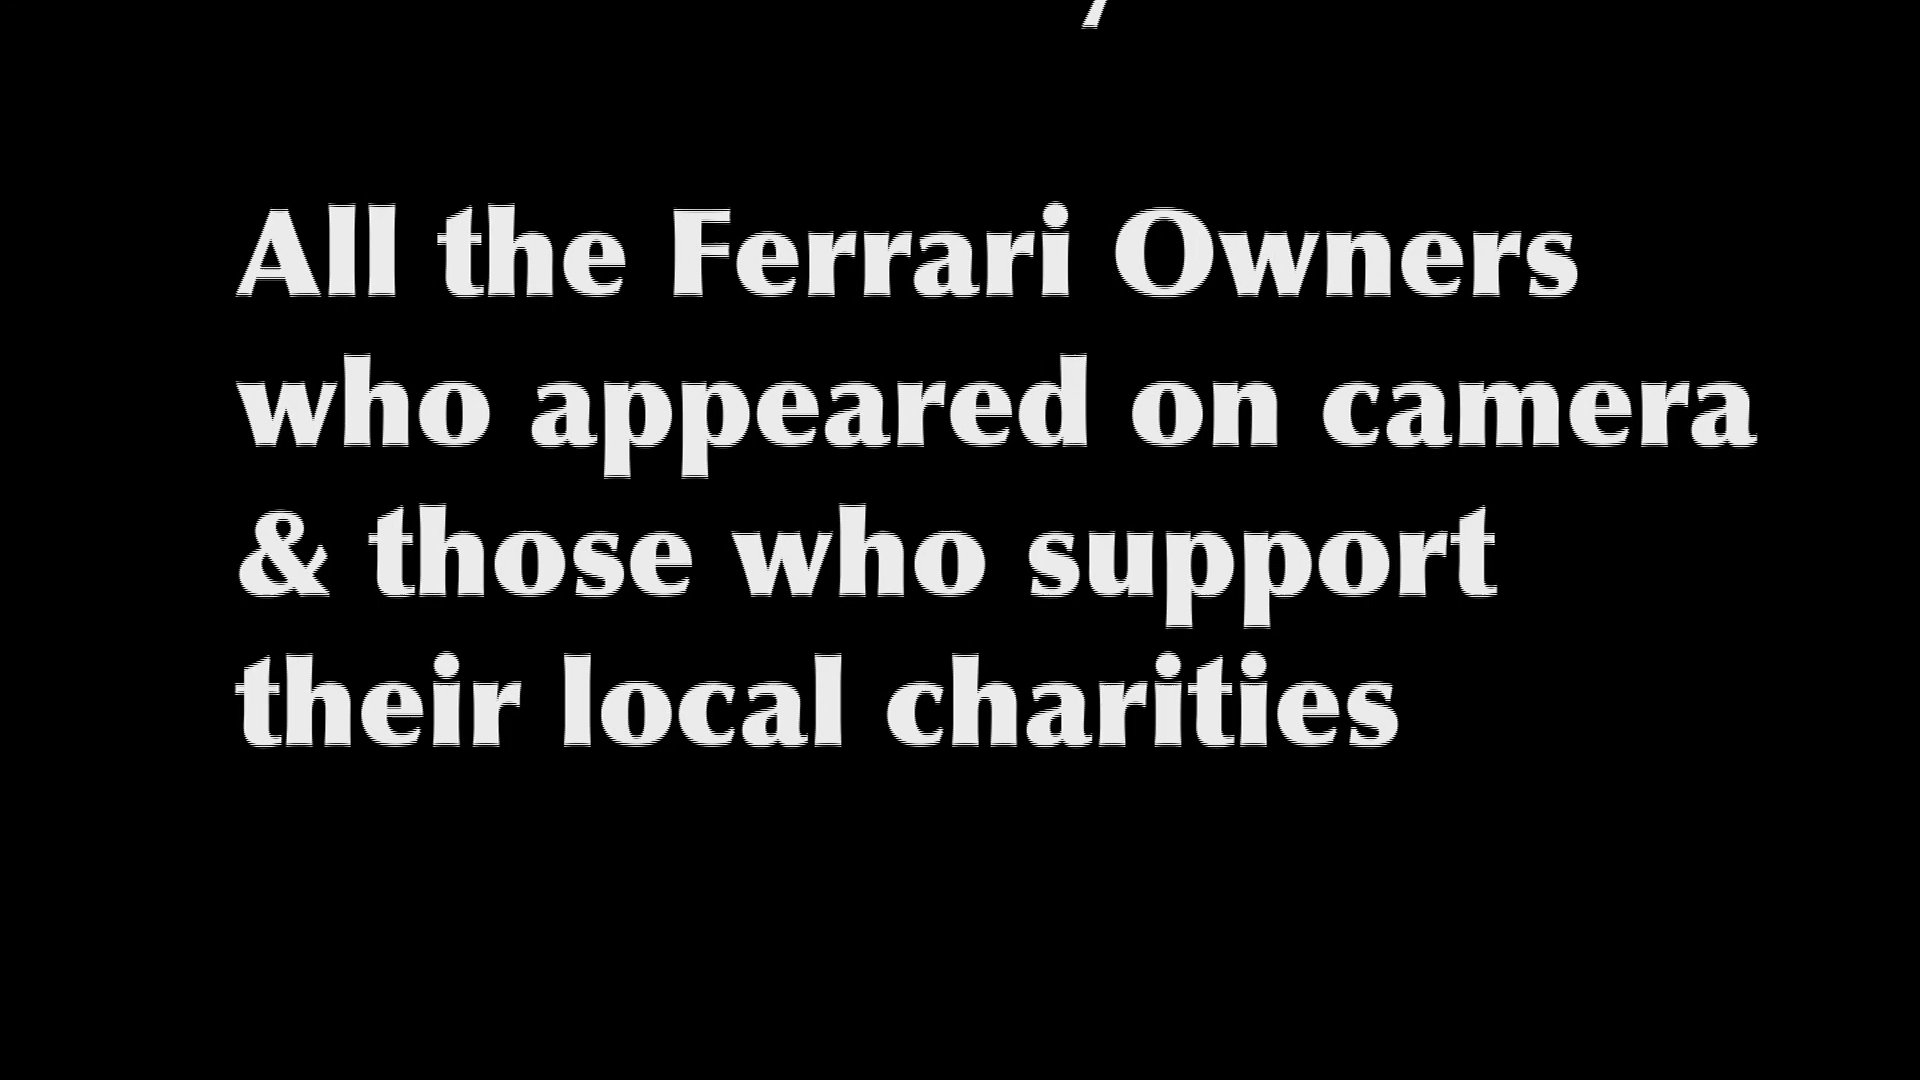 All the Ferrari Owners
who appeared on camera
& those who support
their local charities